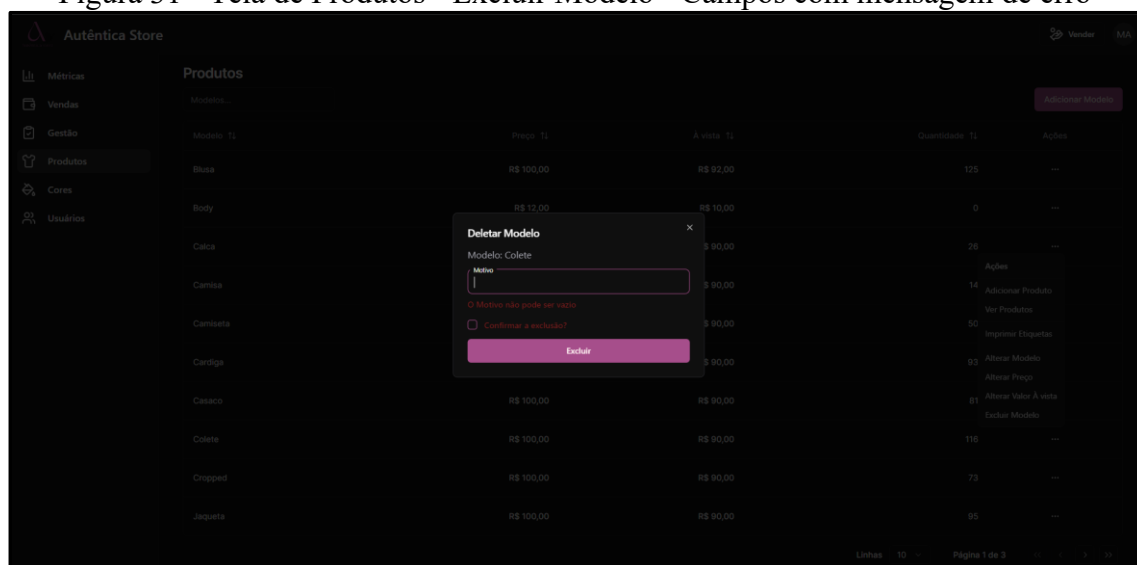 Figura 31 - Tela de Produtos - Excluir Modelo - Campos com mensagem de erro
Autêntica Store
Vender
MA
Métricas
Vendas
Gestão
Produtos
Cores
Usuários
Produtos
Modelos...
Adicionar Modelo
Modelo Preço À vista Quantidade Ações
Blusa R$ 100,00 R$ 92,00 125 ...
Body R$ 12,00 R$ 10,00 0 ...
Calca $ 90,00 26 ...
Camisa $ 90,00 14
Camiseta $ 90,00 50
Cardiga $ 90,00 93
Casaco R$ 100,00 R$ 90,00 81
Colete R$ 100,00 R$ 90,00 116 ...
Cropped R$ 100,00 R$ 90,00 73 ...
Jaqueta R$ 100,00 R$ 90,00 95 ...
Deletar Modelo
×
Modelo: Colete
Motivo
O Motivo não pode ser vazio
Confirmar a exclusão?
Excluir
Ações
Adicionar Produto
Ver Produtos
Imprimir Etiquetas
Alterar Modelo
Alterar Preço
Alterar Valor À vista
Excluir Modelo
Linhas 10 Página 1 de 3